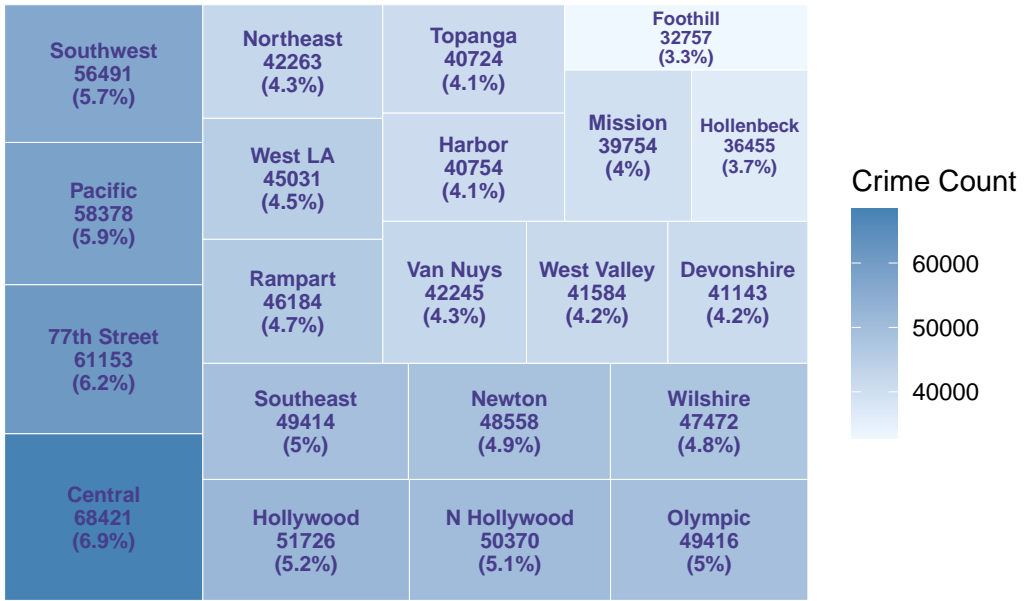 Southwest
56491
(5.7%)
Northeast
42263
(4.3%)
Topanga
40724
(4.1%)
Foothill
32757
(3.3%)
Mission
39754
(4%)
Hollenbeck
36455
(3.7%)
West LA
45031
(4.5%)
Harbor
40754
(4.1%)
Pacific
58378
(5.9%)
Rampart
46184
(4.7%)
Van Nuys
42245
(4.3%)
West Valley
41584
(4.2%)
Devonshire
41143
(4.2%)
77th Street
61153
(6.2%)
Southeast
49414
(5%)
Newton
48558
(4.9%)
Wilshire
47472
(4.8%)
Central
68421
(6.9%)
Hollywood
51726
(5.2%)
N Hollywood
50370
(5.1%)
Olympic
49416
(5%)
Crime Count
60000
50000
40000